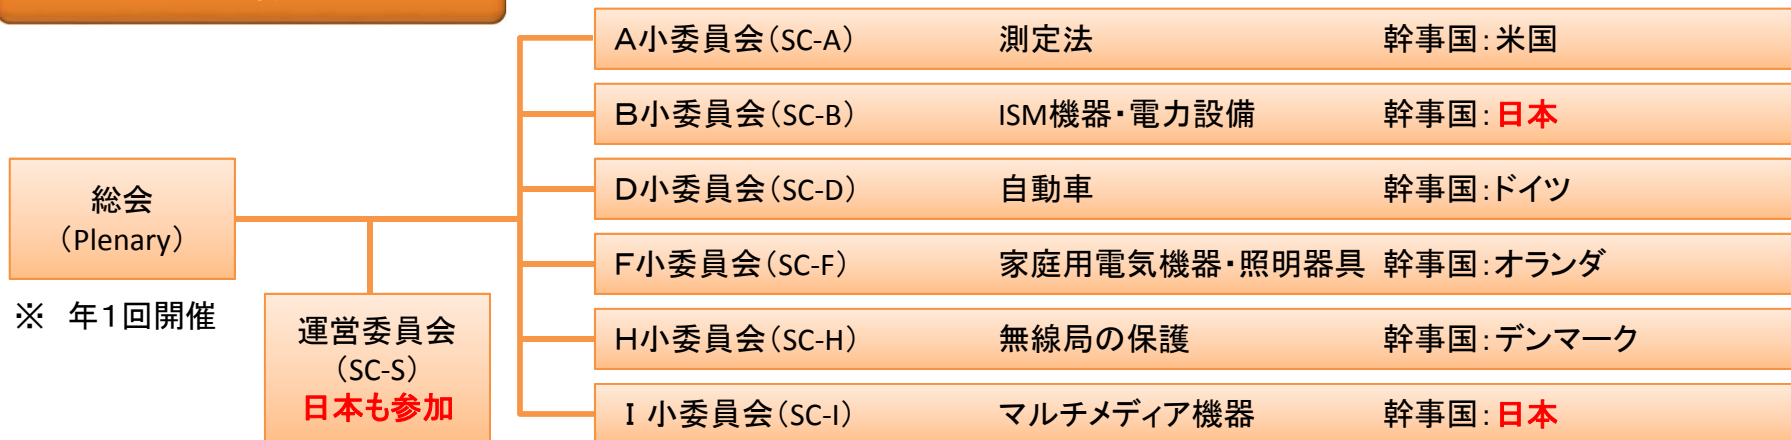 A小委員会（SC-A） 測定法 幹事国：米国
B小委員会（SC-B） ISM機器・電力設備 幹事国：日本
D小委員会（SC-D） 自動車 幹事国：ドイツ
F小委員会（SC-F） 家庭用電気機器・照明器具 幹事国：オランダ
H小委員会（SC-H） 無線局の保護 幹事国：デンマーク
I 小委員会（SC-I） マルチメディア機器 幹事国：日本
総会
（Plenary）
※ 年１回開催
運営委員会
（SC-S）
日本も参加